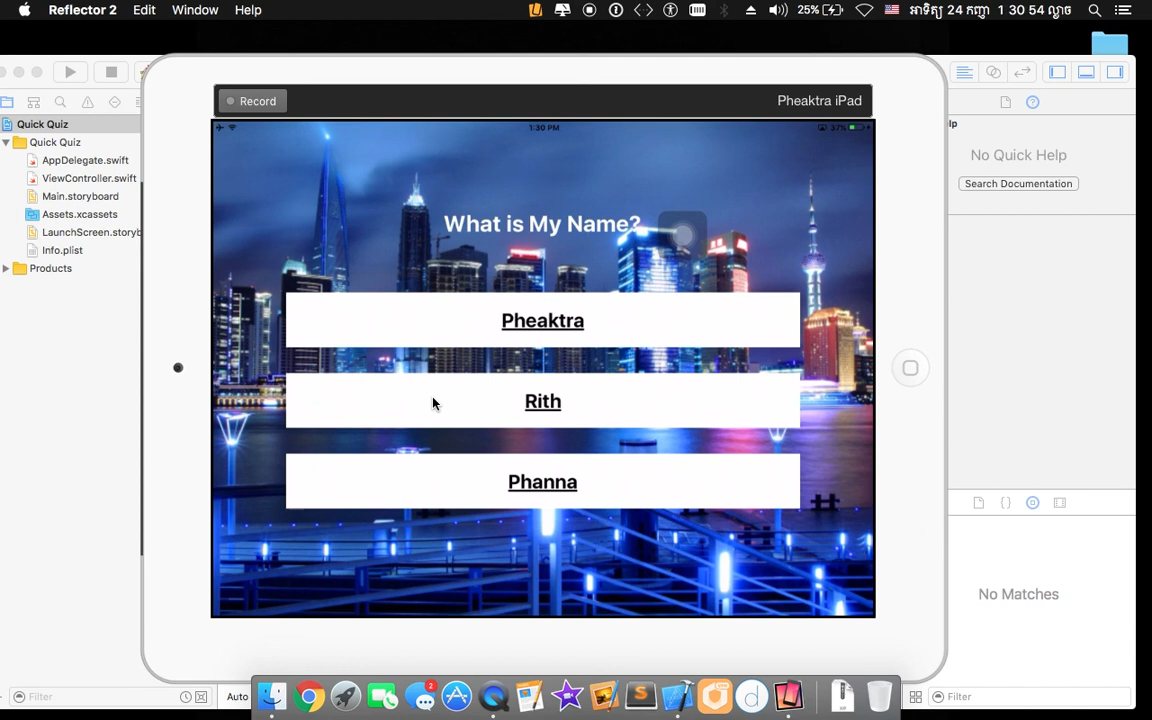 Reflector 2 Edit Window Help 25% អាទិត្យ 24 កញ្ញា 1 30 54 ល្ងាច
Record Pheaktra iPad
Quick Quiz
Quick Quiz
AppDelegate.swift
ViewController.swift
Main.storyboard
Assets.xcassets
LaunchScreen.storyb
Info.plist
Products
1:30 PM 37%
What is My Name?
Pheaktra
Rith
Phanna
lp
No Quick Help
Search Documentation
No Matches
Filter Auto Filter
2